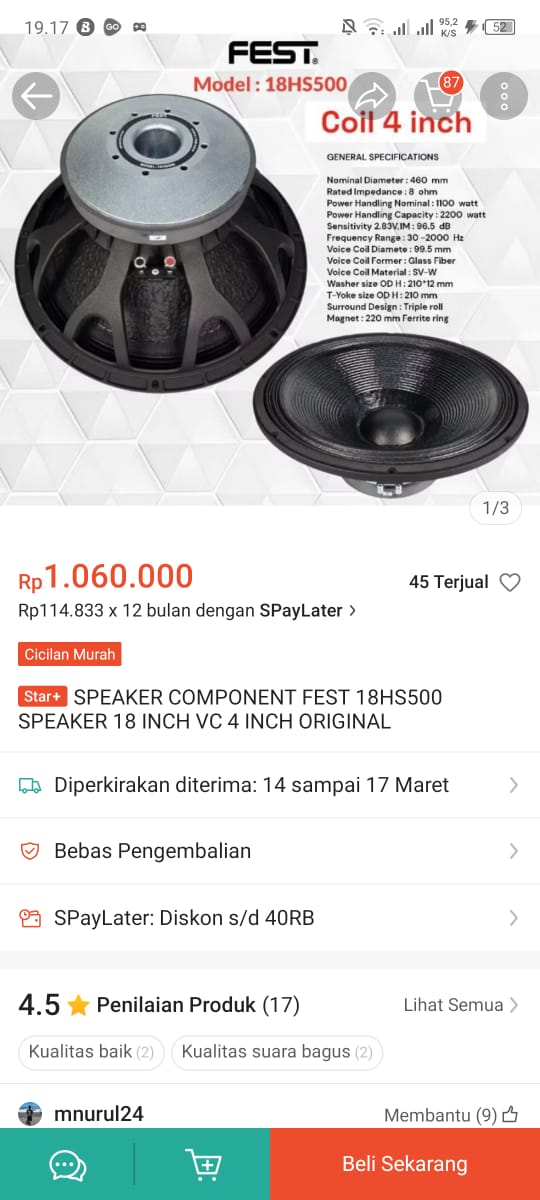 19.17 B GO 95,2 K/S 52
FEST.
Model : 18HS500
87
Coil 4 inch
GENERAL SPECIFICATIONS
Nominal Diameter : 460 mm
Rated Impedance : 8 ohm
Power Handling Nominal : 1100 watt
Power Handling Capacity : 2200 watt
Sensitivity 2.83V,1M : 96.5 dB
Frequency Range : 30 -2000 Hz
Voice Coil Diamete : 99.5 mm
Voice Coil Former : Glass Fiber
Voice Coil Material : SV-W
Washer size OD H : 210*12 mm
T-Yoke size OD H : 210 mm
Surround Design : Triple roll
Magnet : 220 mm Ferrite ring
FEST
1/3
Rp1.060.000
45 Terjual
Rp114.833 x 12 bulan dengan SPayLater >
Cicilan Murah
Star+ SPEAKER COMPONENT FEST 18HS500
SPEAKER 18 INCH VC 4 INCH ORIGINAL
Diperkirakan diterima: 14 sampai 17 Maret
Bebas Pengembalian
SPayLater: Diskon s/d 40RB
4.5 Penilaian Produk (17) Lihat Semua
Kualitas baik (2) Kualitas suara bagus (2)
mnurul24 Membantu (9)
Beli Sekarang